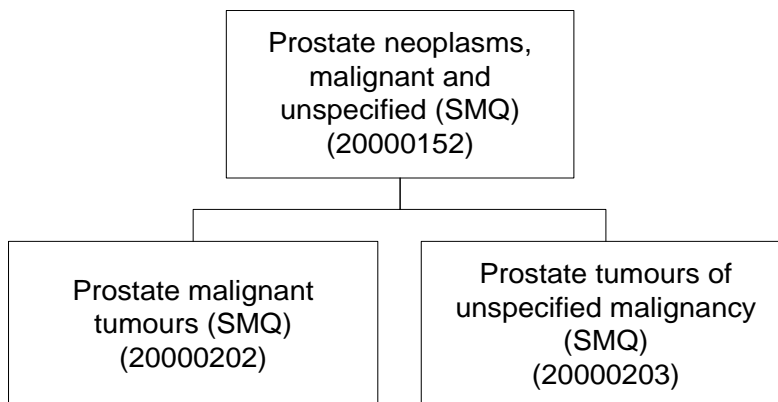 Prostate neoplasms,
malignant and
unspecified (SMQ)
(20000152)
Prostate malignant
tumours (SMQ)
(20000202)
Prostate tumours of
unspecified malignancy
(SMQ)
(20000203)